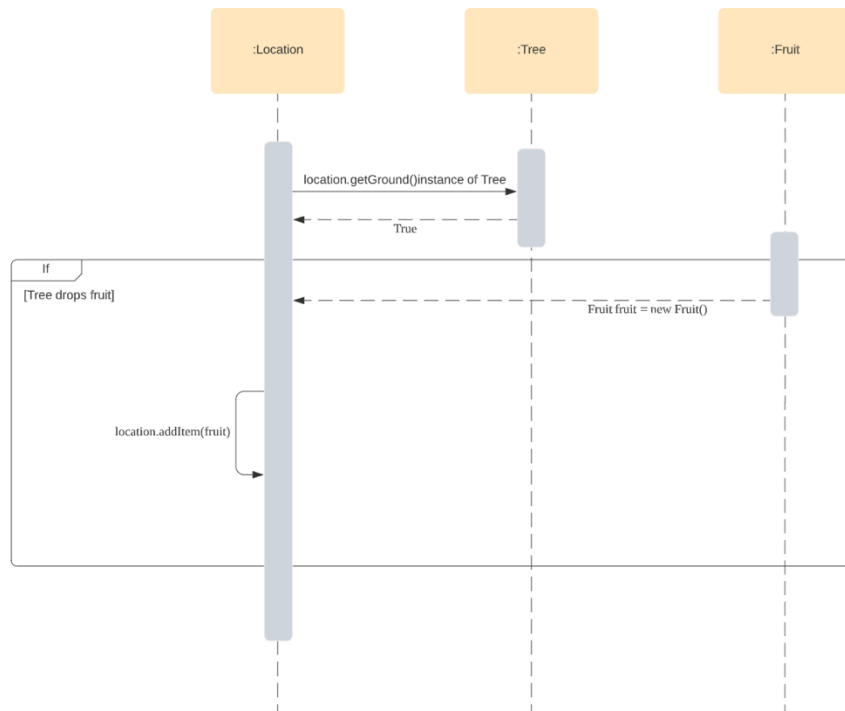 :Location
:Tree
:Fruit
location.getGround()instance of Tree
True
If
[Tree drops fruit]
Fruit fruit = new Fruit()
location.addItem(fruit)